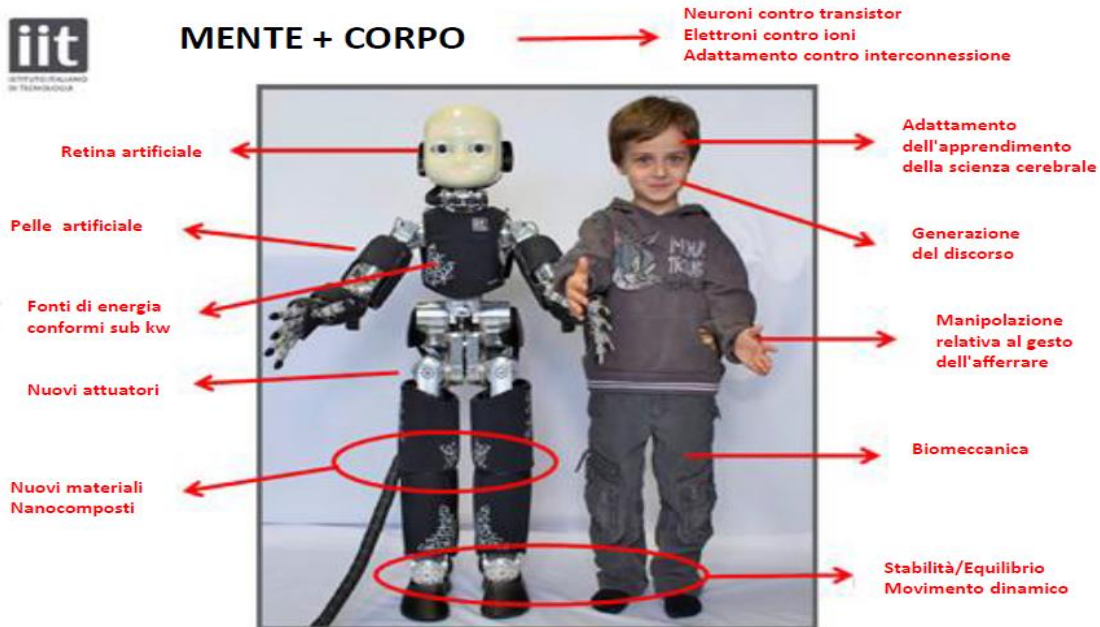 iit
ISTITUTO ITALIANO
DI TECNOLOGIA
MENTE + CORPO
Neuroni contro transistor
Elettroni contro ioni
Adattamento contro interconnessione
Retina artificiale
Pelle artificiale
Fonti di energia
conformi sub kw
Nuovi attuatori
Nuovi materiali
Nanocomposti
Adattamento
dell'apprendimento
della scienza cerebrale
Generazione
del discorso
Manipolazione
relativa al gesto
dell'afferrare
Biomeccanica
Stabilità/Equilibrio
Movimento dinamico
iit